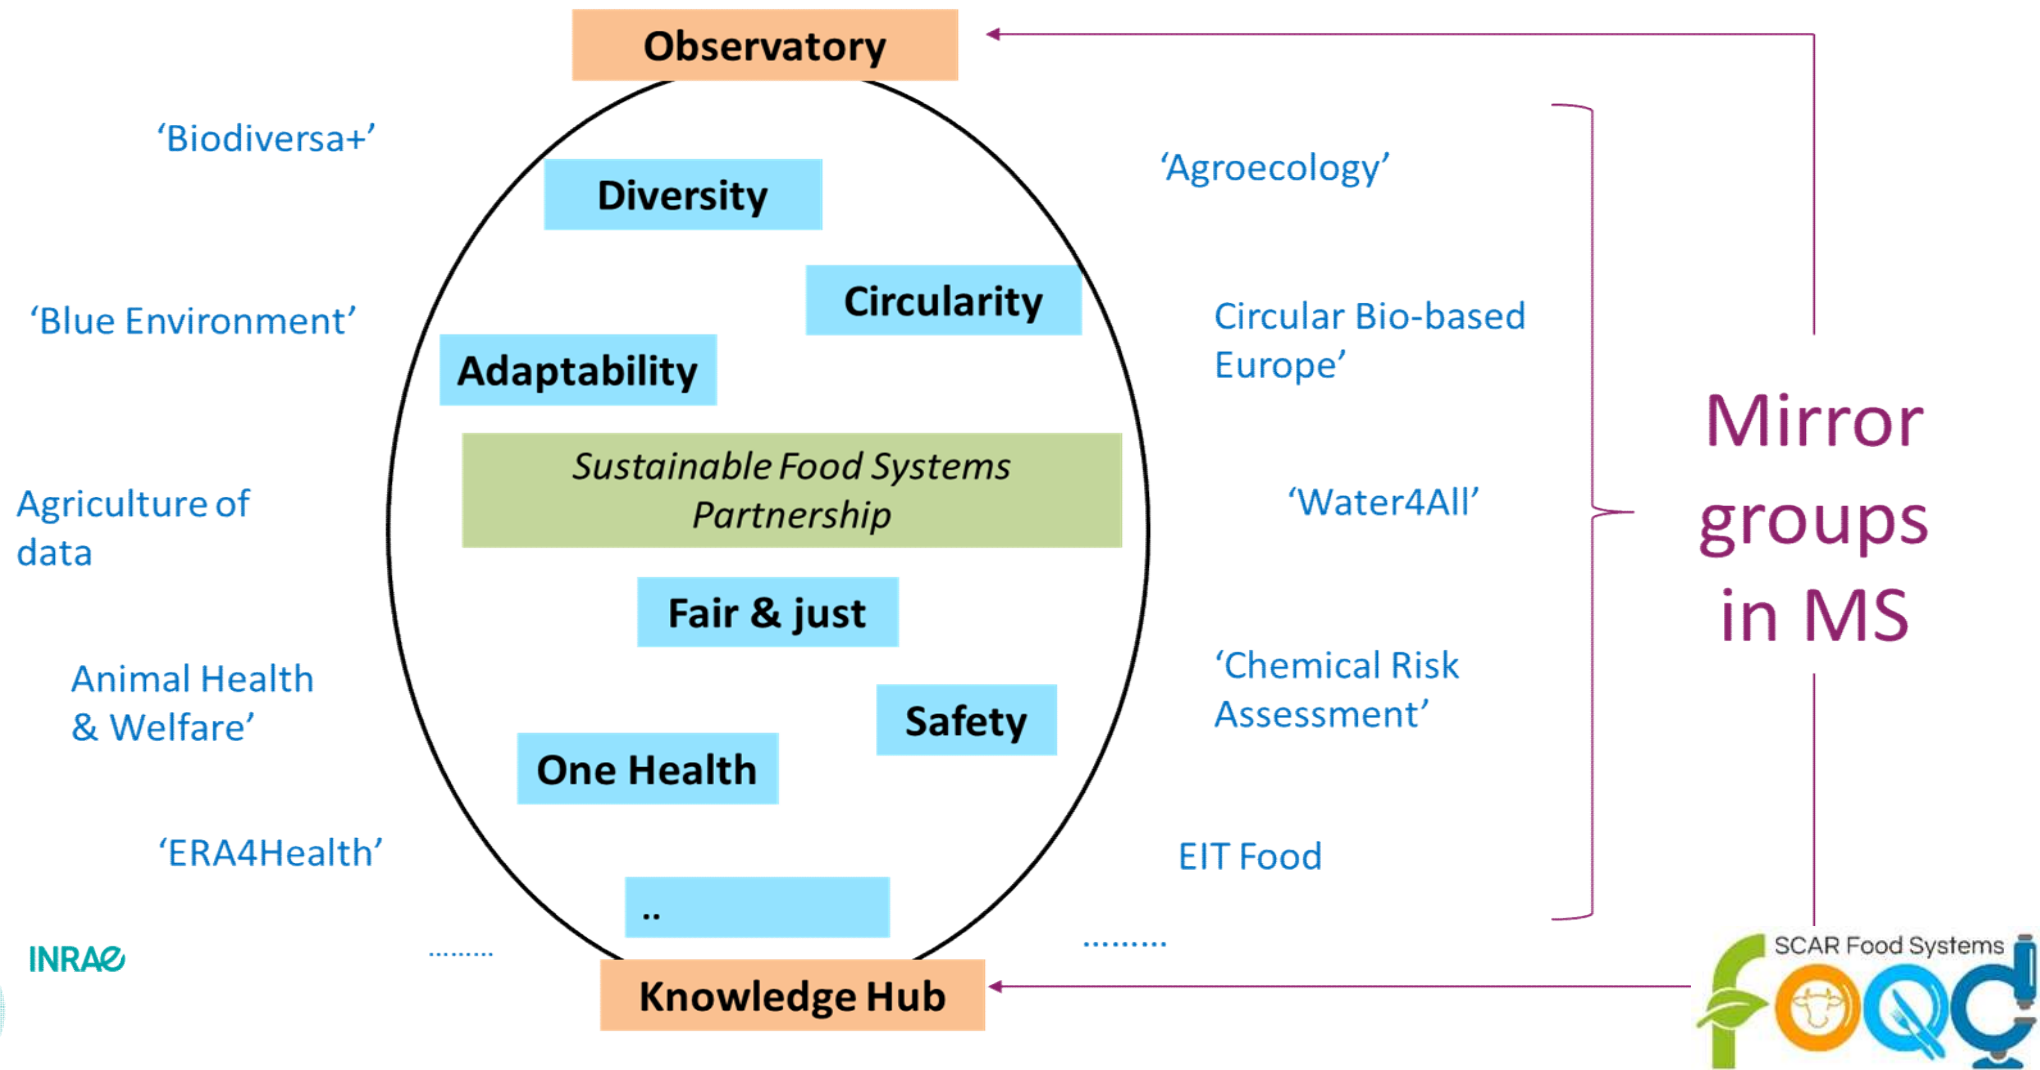 Observatory
‘Biodiversa+’
‘Agroecology’
Diversity
Circularity
‘Blue Environment’
Circular Bio-based
Europe’
Adaptability
Sustainable Food Systems
Partnership
Agriculture of
data
‘Water4All’
Mirror
groups
in MS
Fair & just
Animal Health
& Welfare’
‘Chemical Risk
Assessment’
Safety
One Health
‘ERA4Health’
EIT Food
..
.........
.........
INRAE
Knowledge Hub
SCAR Food Systems
FOOD